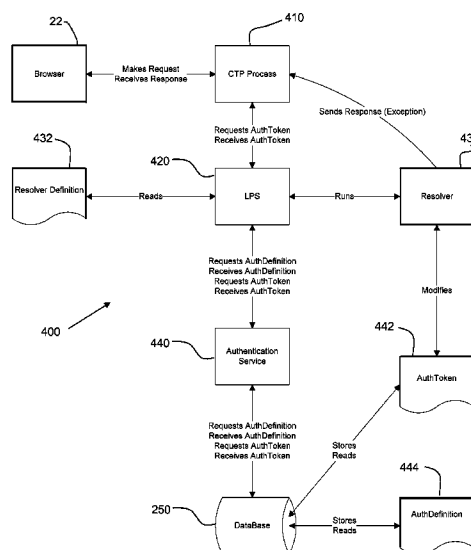 410
22
Browser
Makes Request
Receives Response
CTP Process
Sends Response (Exception)
432
Requests AuthToken
Receives AuthToken
420
Resolver Definition
Reads
LPS
Runs
Resolver
Requests AuthDefinition
Receives AuthDefinition
Requests AuthToken
Receives AuthToken
Modifies
400
440
442
Authentication
Service
AuthToken
Requests AuthDefinition
Receives AuthDefinition
Requests AuthToken
Receives AuthToken
Stores
Reads
444
250
DataBase
Stores
Reads
AuthDefinition